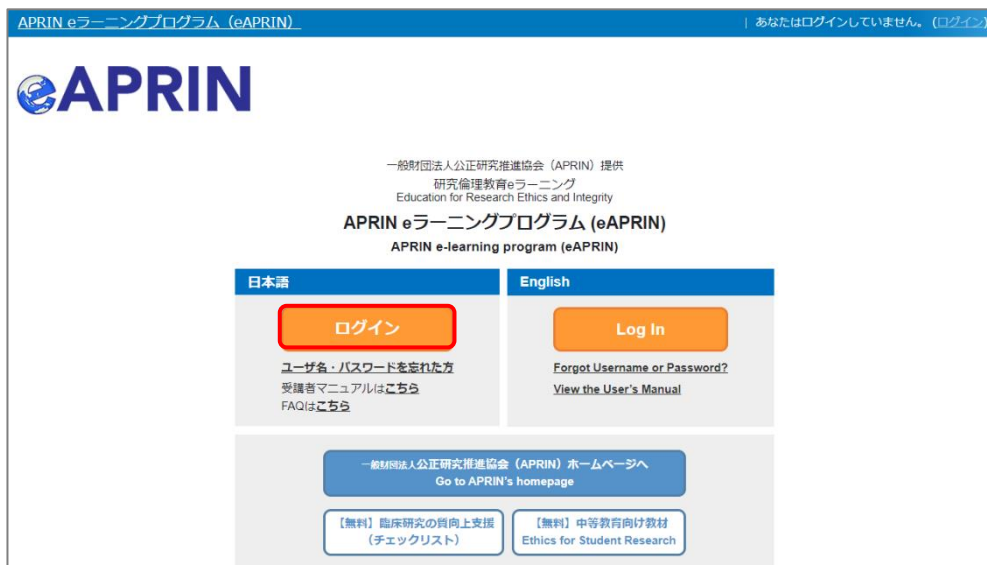 APRIN eラーニングプログラム（eAPRIN）
| あなたはログインしていません。 (ログイン)
eAPRIN
一般財団法人公正研究推進協会（APRIN）提供
研究倫理教育eラーニング
Education for Research Ethics and Integrity
APRIN eラーニングプログラム (eAPRIN)
APRIN e-learning program (eAPRIN)
日本語
ログイン
ユーザ名・パスワードを忘れた方
受講者マニュアルはこちら
FAQはこちら
English
Log In
Forgot Username or Password?
View the User's Manual
一般財団法人公正研究推進協会（APRIN）ホームページへ
Go to APRIN's homepage
【無料】臨床研究の質向上支援
（チェックリスト）
【無料】中等教育向け教材
Ethics for Student Research